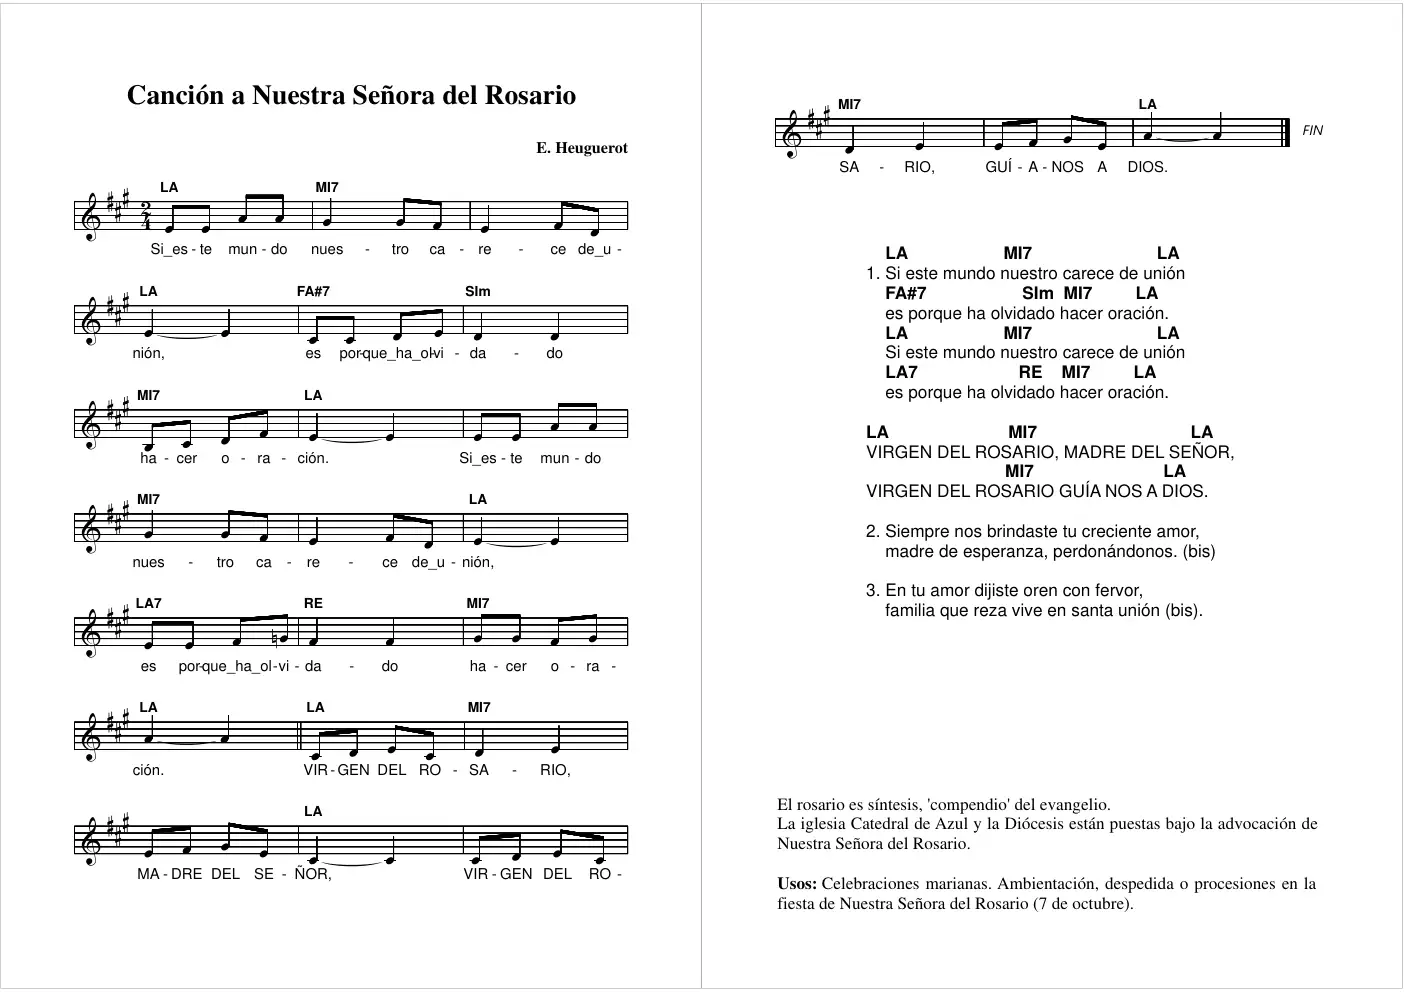 Canción a Nuestra Señora del Rosario
E. Heuguerot
LA MI7
2
4
Si_es - te mun - do nues - tro ca - re - ce de_u -
LA FA#7 SIm
nión, es por-que_ha_ol-vi - da - do
MI7 LA
ha - cer o - ra - ción. Si_es - te mun - do
MI7 LA
nues - tro ca - re - ce de_u - nión,
LA7 RE MI7
es por-que_ha_ol-vi - da - do ha - cer o - ra -
LA LA MI7
ción. VIR - GEN DEL RO - SA - RIO,
LA
MA - DRE DEL SE - ÑOR, VIR - GEN DEL RO -
MI7 LA
FIN
SA - RIO, GUÍ - A - NOS A DIOS.
LA MI7 LA
1. Si este mundo nuestro carece de unión
FA#7 SIm MI7 LA
es porque ha olvidado hacer oración.
LA MI7 LA
Si este mundo nuestro carece de unión
LA7 RE MI7 LA
es porque ha olvidado hacer oración.
LA MI7 LA
VIRGEN DEL ROSARIO, MADRE DEL SEÑOR,
MI7 LA
VIRGEN DEL ROSARIO GUÍA NOS A DIOS.
2. Siempre nos brindaste tu creciente amor,
madre de esperanza, perdonándonos. (bis)
3. En tu amor dijiste oren con fervor,
familia que reza vive en santa unión (bis).
El rosario es síntesis, 'compendio' del evangelio.
La iglesia Catedral de Azul y la Diócesis están puestas bajo la advocación de
Nuestra Señora del Rosario.
Usos: Celebraciones marianas. Ambientación, despedida o procesiones en la
fiesta de Nuestra Señora del Rosario (7 de octubre).